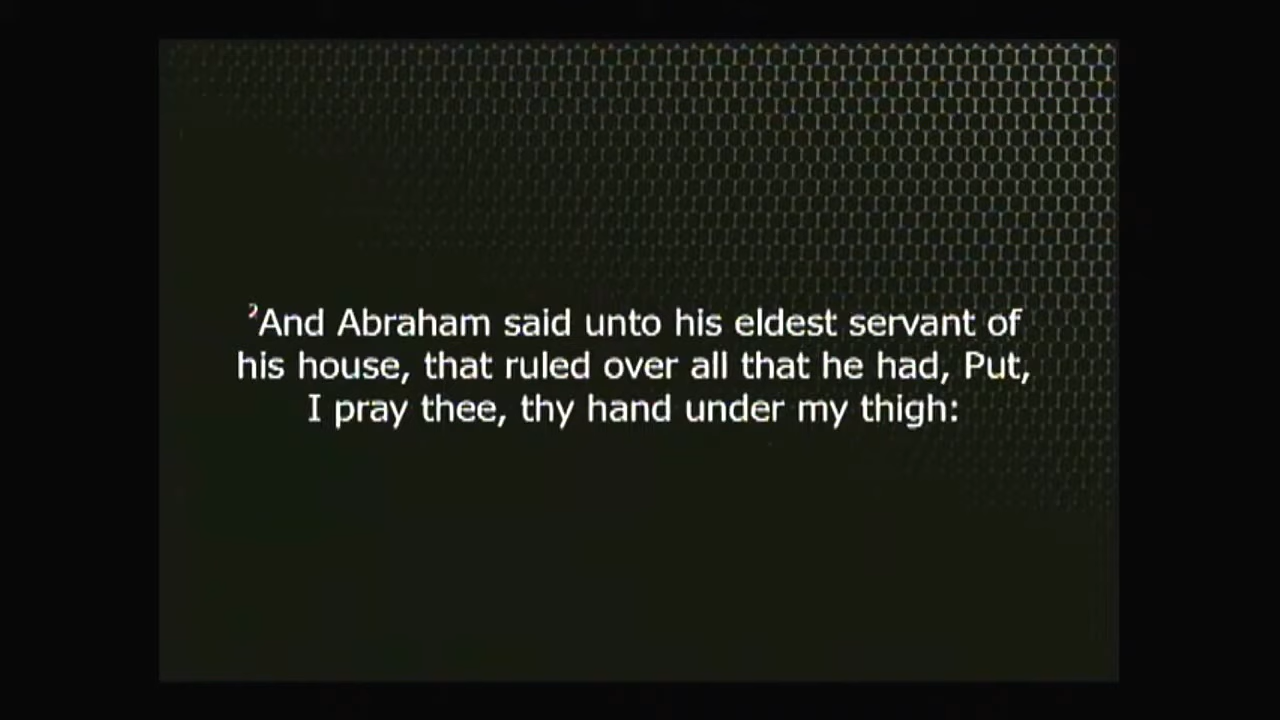 ²And Abraham said unto his eldest servant of
his house, that ruled over all that he had, Put,
I pray thee, thy hand under my thigh: